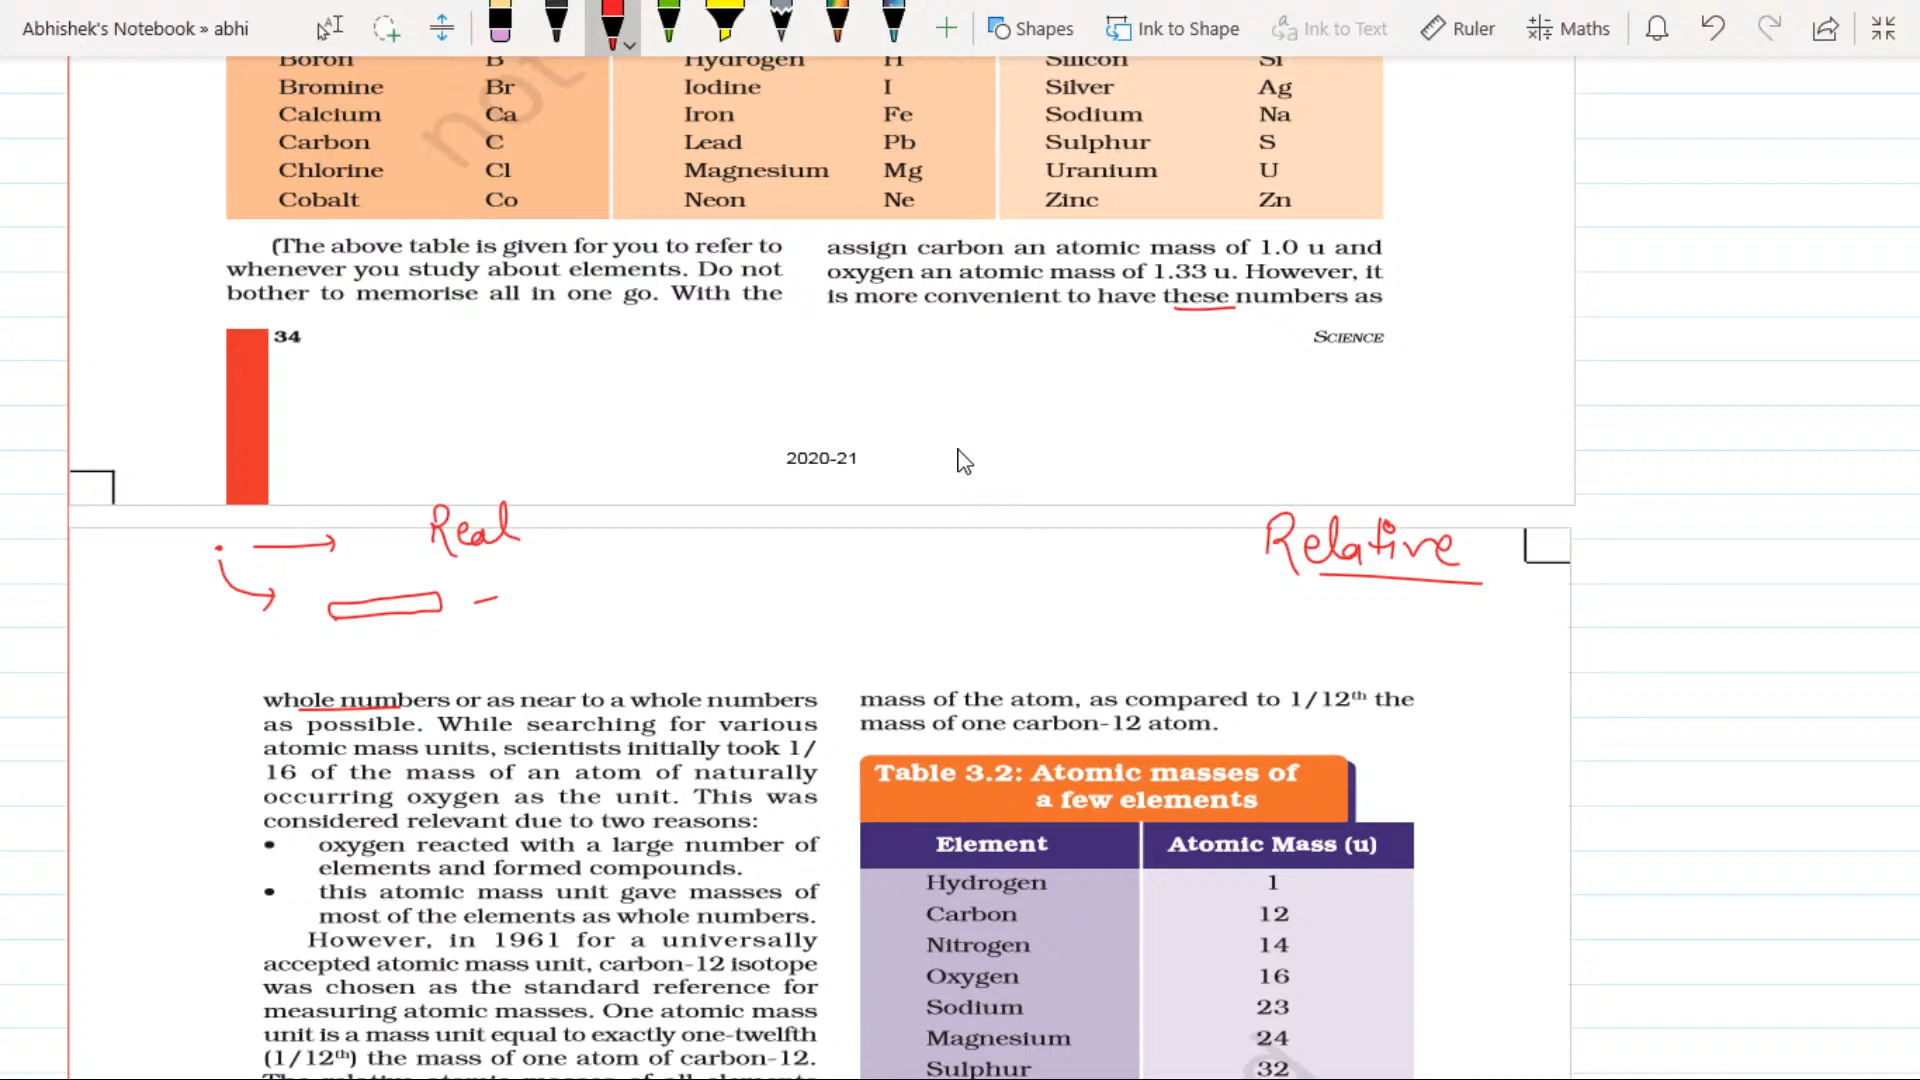 Abhishek's Notebook » abhi
Shapes
Ink to Shape
Ink to Text
Ruler
Maths
Boron B Hydrogen H Silicon Si
Bromine Br Iodine I Silver Ag
Calcium Ca Iron Fe Sodium Na
Carbon C Lead Pb Sulphur S
Chlorine Cl Magnesium Mg Uranium U
Cobalt Co Neon Ne Zinc Zn
not
(The above table is given for you to refer to
whenever you study about elements. Do not
bother to memorise all in one go. With the
assign carbon an atomic mass of 1.0 u and
oxygen an atomic mass of 1.33 u. However, it
is more convenient to have these numbers as
34
SCIENCE
2020-21
Real
Relative
whole numbers or as near to a whole numbers
as possible. While searching for various
atomic mass units, scientists initially took 1/
16 of the mass of an atom of naturally
occurring oxygen as the unit. This was
considered relevant due to two reasons:
• oxygen reacted with a large number of
elements and formed compounds.
• this atomic mass unit gave masses of
most of the elements as whole numbers.
However, in 1961 for a universally
accepted atomic mass unit, carbon-12 isotope
was chosen as the standard reference for
measuring atomic masses. One atomic mass
unit is a mass unit equal to exactly one-twelfth
(1/12th) the mass of one atom of carbon-12.
The relative atomic masses of all elements
mass of the atom, as compared to 1/12th the
mass of one carbon-12 atom.
Table 3.2: Atomic masses of
a few elements
Element Atomic Mass (u)
Hydrogen 1
Carbon 12
Nitrogen 14
Oxygen 16
Sodium 23
Magnesium 24
Sulphur 32